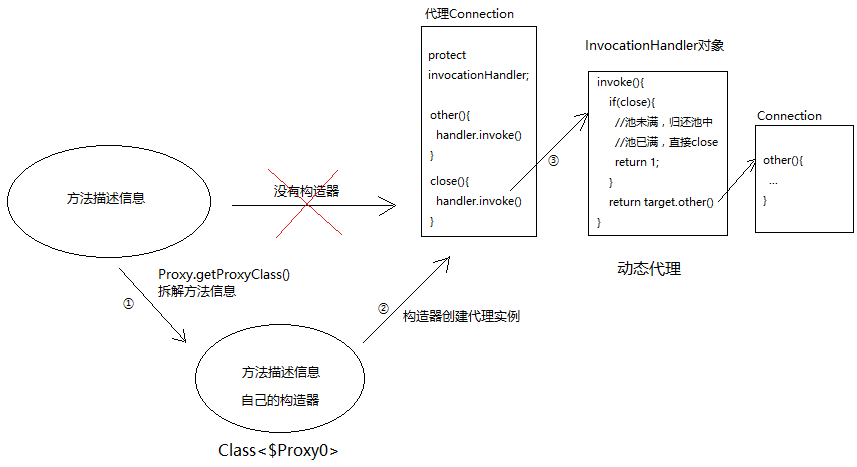 方法描述信息
没有构造器
Proxy.getProxyClass()
拆解方法信息
①
方法描述信息
自己的构造器
Class<$Proxy0>
②
构造器创建代理实例
代理Connection
protect
invocationHandler;
other(){
handler.invoke()
}
close(){
handler.invoke()
}
③
InvocationHandler对象
invoke(){
if(close){
//池未满，归还池中
//池已满，直接close
return 1;
}
return target.other()
}
动态代理
Connection
other(){
...
}